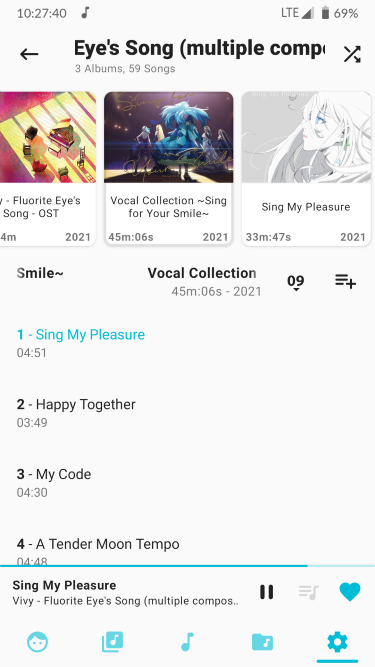 10:27:40
LTE
69%
Eye's Song (multiple compo
3 Albums, 59 Songs
y - Fluorite Eye's
Song - OST
4m
2021
Vocal Collection ~Sing
for Your Smile~
45m:06s
2021
Sing My Pleasure
33m:47s
2021
Smile~
Vocal Collection
45m:06s - 2021
09
1 - Sing My Pleasure
04:51
2 - Happy Together
03:49
3 - My Code
04:30
4 - A Tender Moon Tempo
04:48
Sing My Pleasure
Vivy - Fluorite Eye's Song (multiple compos..